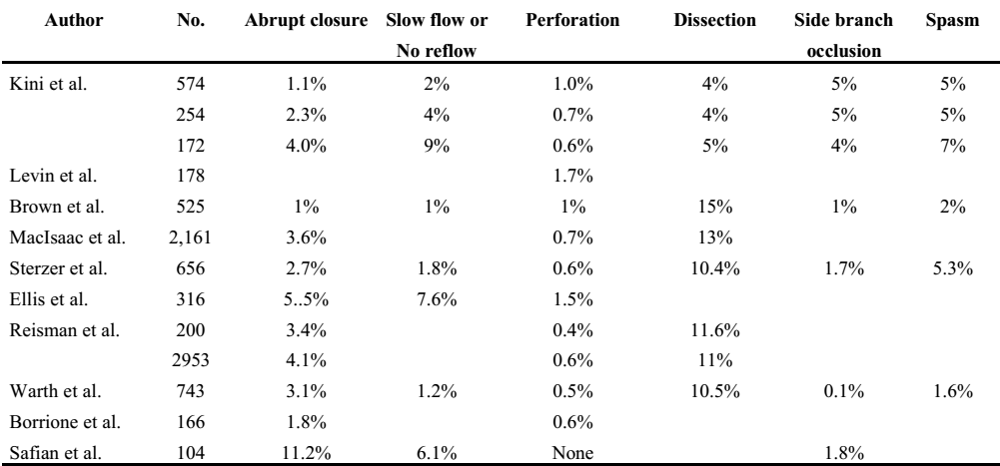 Author No. Abrupt closure Slow flow or Perforation Dissection Side branch Spasm
No reflow occlusion
Kini et al. 574 1.1% 2% 1.0% 4% 5% 5%
254 2.3% 4% 0.7% 4% 5% 5%
172 4.0% 9% 0.6% 5% 4% 7%
Levin et al. 178 1.7%
Brown et al. 525 1% 1% 1% 15% 1% 2%
MacIsaac et al. 2,161 3.6% 0.7% 13%
Sterzer et al. 656 2.7% 1.8% 0.6% 10.4% 1.7% 5.3%
Ellis et al. 316 5..5% 7.6% 1.5%
Reisman et al. 200 3.4% 0.4% 11.6%
2953 4.1% 0.6% 11%
Warth et al. 743 3.1% 1.2% 0.5% 10.5% 0.1% 1.6%
Borrione et al. 166 1.8% 0.6%
Safian et al. 104 11.2% 6.1% None 1.8%